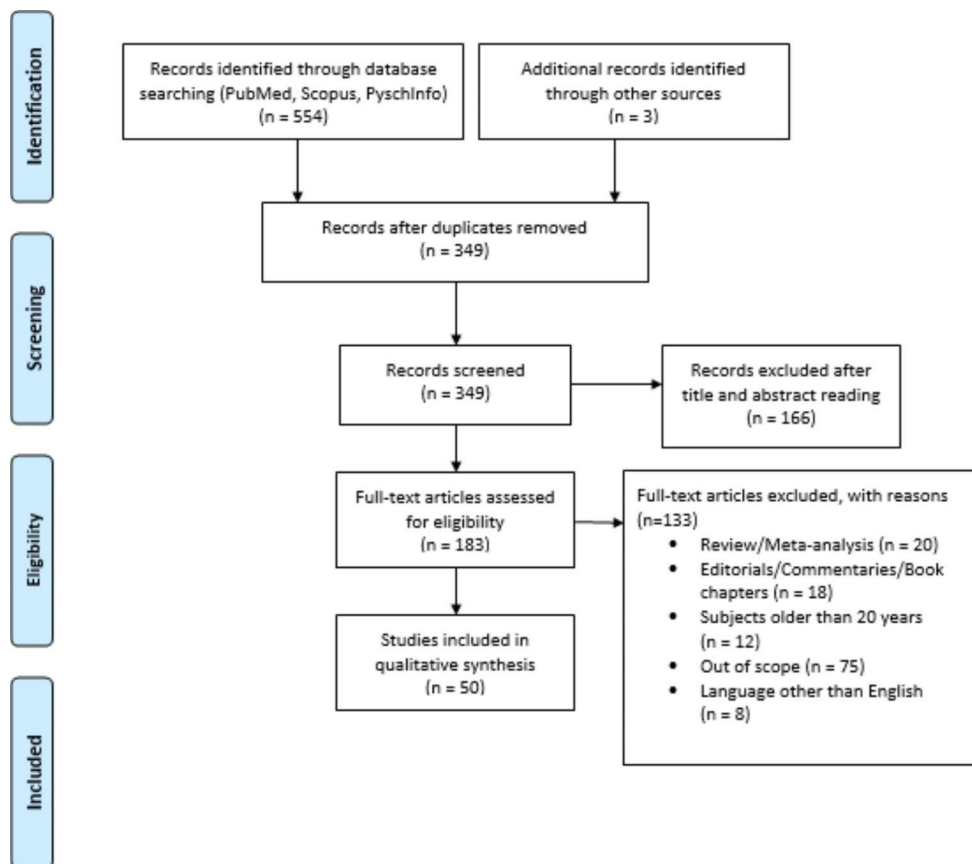 Identification
Records identified through database
searching (PubMed, Scopus, PyschInfo)
(n = 554)
Additional records identified
through other sources
(n = 3)
Records after duplicates removed
(n = 349)
Screening
Records screened
(n = 349)
Records excluded after
title and abstract reading
(n = 166)
Eligibility
Full-text articles assessed
for eligibility
(n = 183)
Full-text articles excluded, with reasons
(n=133)
• Review/Meta-analysis (n = 20)
• Editorials/Commentaries/Book
chapters (n = 18)
• Subjects older than 20 years
(n = 12)
• Out of scope (n = 75)
• Language other than English
(n = 8)
Studies included in
qualitative synthesis
(n = 50)
Included